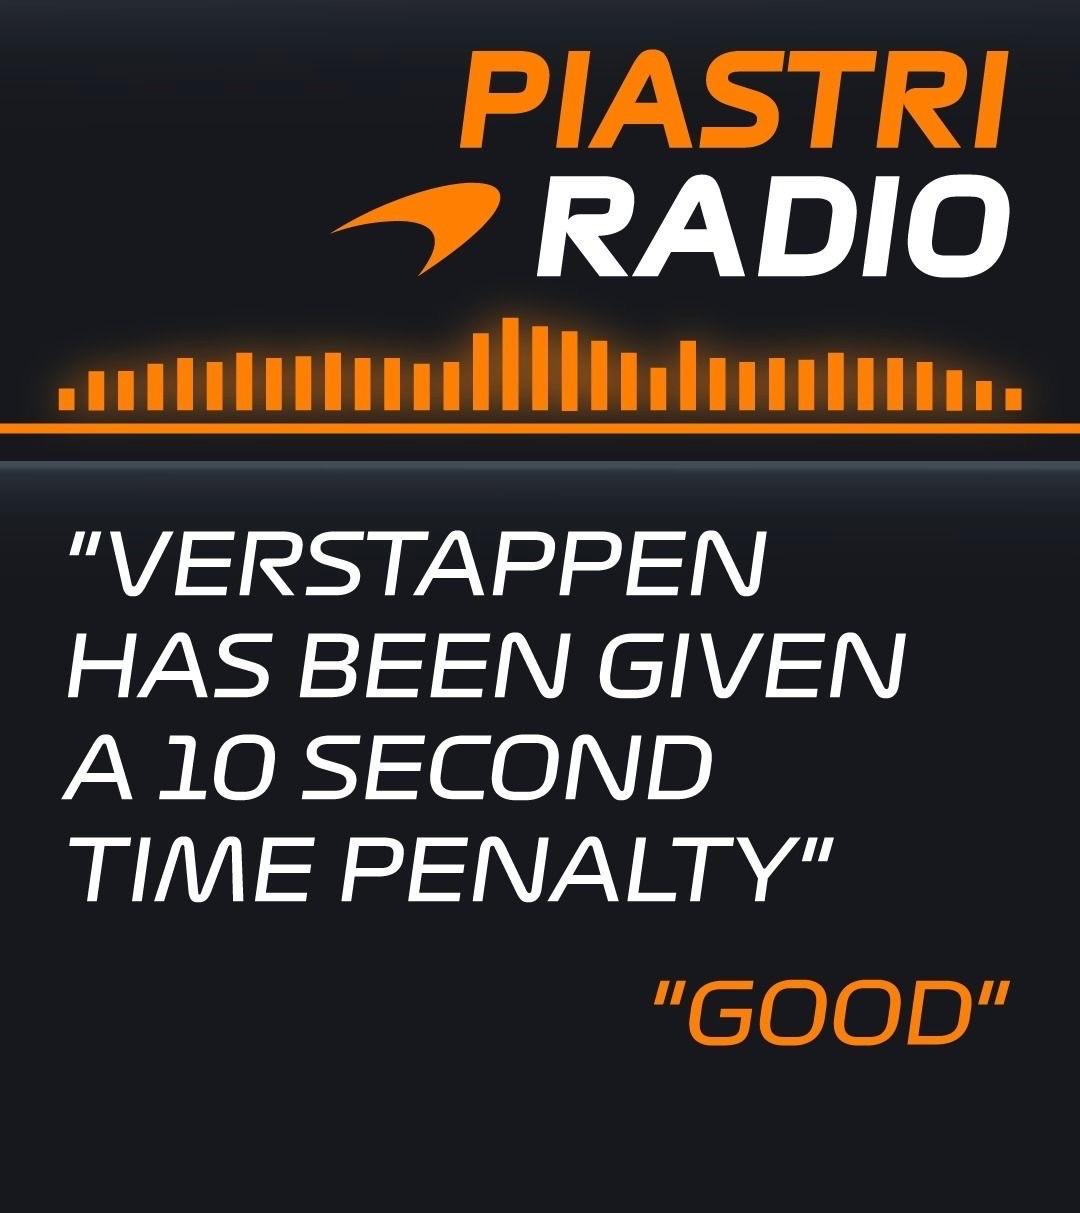 PIASTRI
RADIO
"VERSTAPPEN
HAS BEEN GIVEN
A 10 SECOND
TIME PENALTY"
"GOOD"